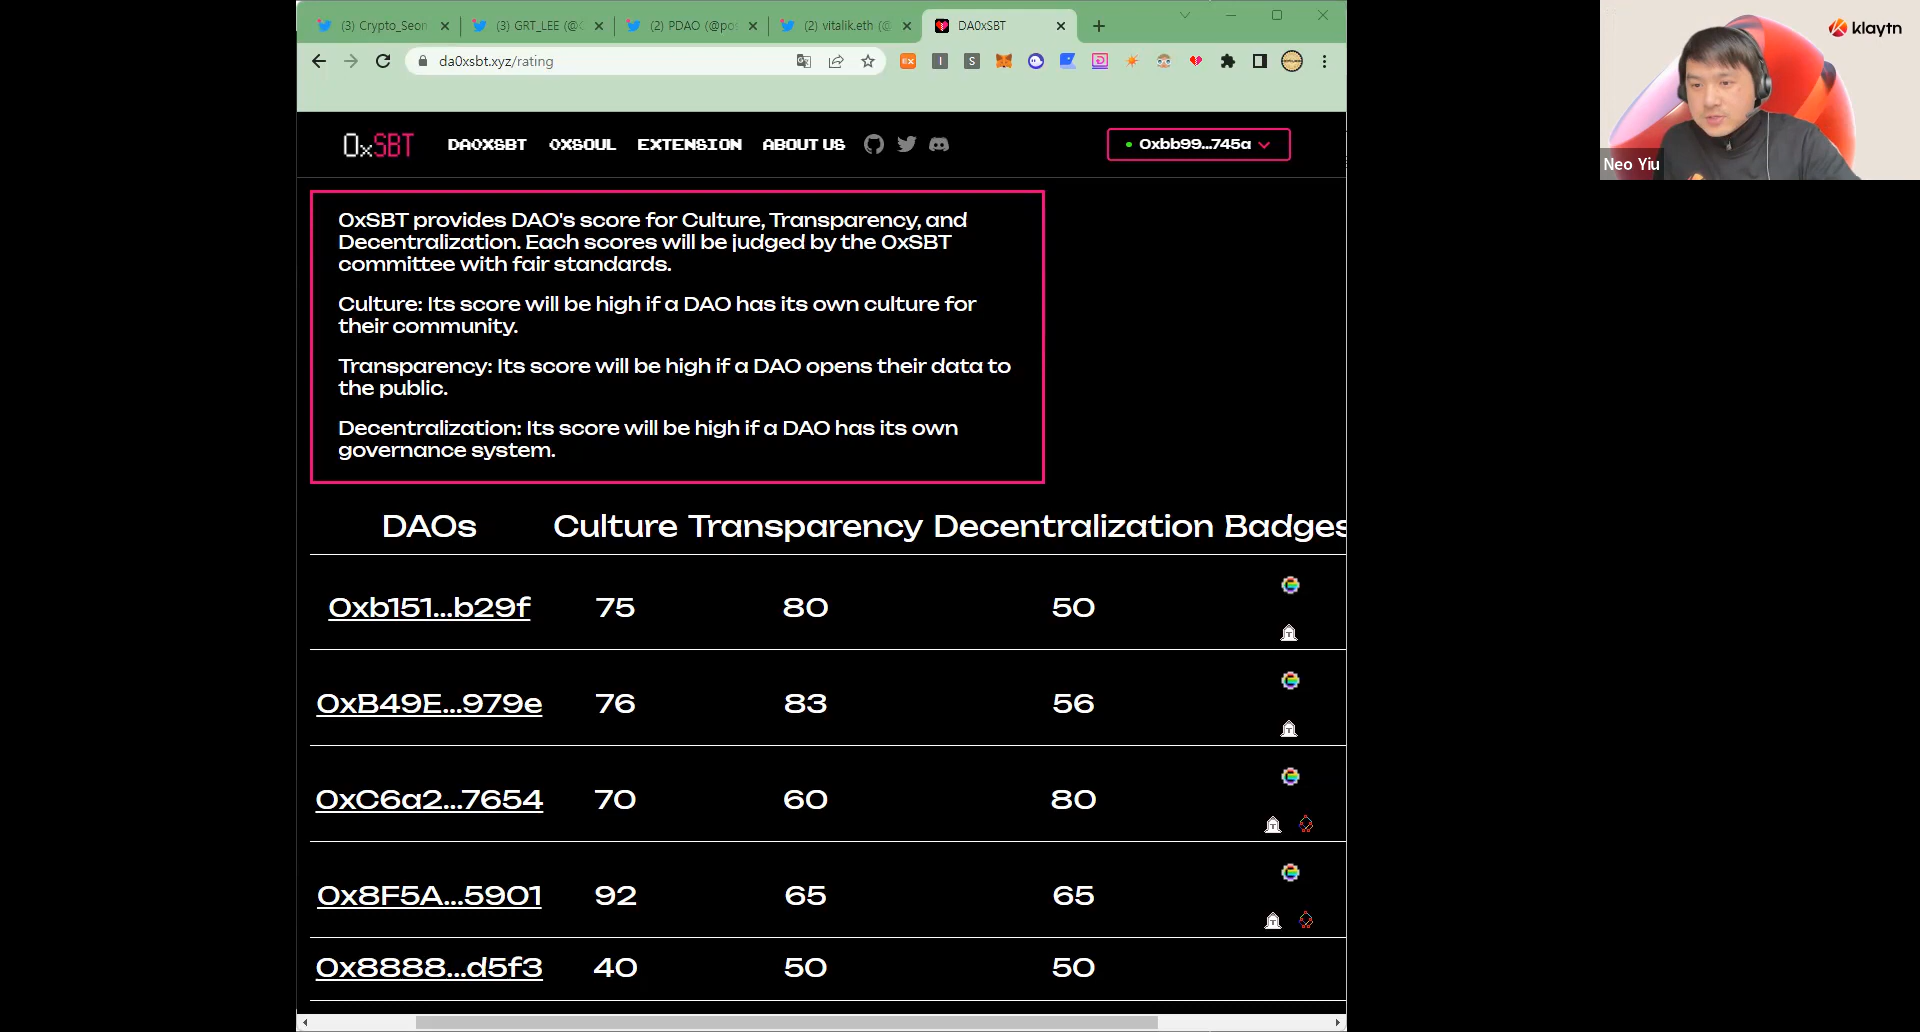 (3) Crypto_Seon
(3) GRT_LEE (@C
(2) PDAO (@pos
(2) vitalik.eth (@
DA0xSBT
da0xsbt.xyz/rating
klaytn
Neo Yiu
0xSBT
DA0XSBT
0XSOUL
EXTENSION
ABOUT US
0xbb99...745a
0xSBT provides DAO's score for Culture, Transparency, and
Decentralization. Each scores will be judged by the 0xSBT
committee with fair standards.
Culture: Its score will be high if a DAO has its own culture for
their community.
Transparency: Its score will be high if a DAO opens their data to
the public.
Decentralization: Its score will be high if a DAO has its own
governance system.
DAOs Culture Transparency Decentralization Badges
0xb151...b29f 75 80 50
0xB49E...979e 76 83 56
0xC6a2...7654 70 60 80
0x8F5A...5901 92 65 65
0x8888...d5f3 40 50 50